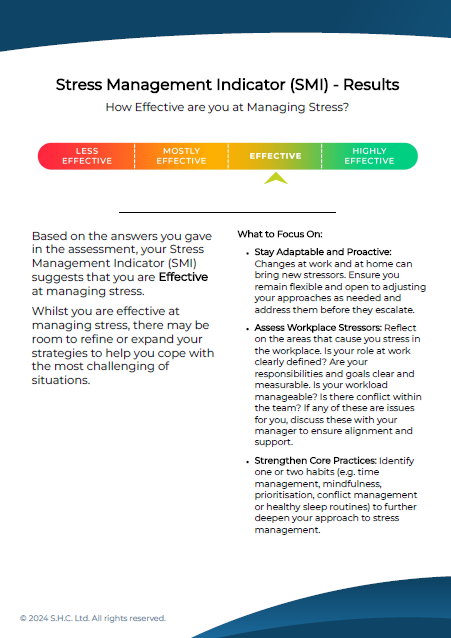 Stress Management Indicator (SMI) - Results
How Effective are you at Managing Stress?
LESS
EFFECTIVE
MOSTLY
EFFECTIVE
EFFECTIVE
HIGHLY
EFFECTIVE
Based on the answers you gave
in the assessment, your Stress
Management Indicator (SMI)
suggests that you are Effective
at managing stress.
Whilst you are effective at
managing stress, there may be
room to refine or expand your
strategies to help you cope with
the most challenging of
situations.
What to Focus On:
• Stay Adaptable and Proactive:
Changes at work and at home can
bring new stressors. Ensure you
remain flexible and open to adjusting
your approaches as needed and
address them before they escalate.
• Assess Workplace Stressors: Reflect
on the areas that cause you stress in
the workplace. Is your role at work
clearly defined? Are your
responsibilities and goals clear and
measurable. Is your workload
manageable? Is there conflict within
the team? If any of these are issues
for you, discuss these with your
manager to ensure alignment and
support.
• Strengthen Core Practices: Identify
one or two habits (e.g. time
management, mindfulness,
prioritisation, conflict management
or healthy sleep routines) to further
deepen your approach to stress
management.
© 2024 S.H.C. Ltd. All rights reserved.